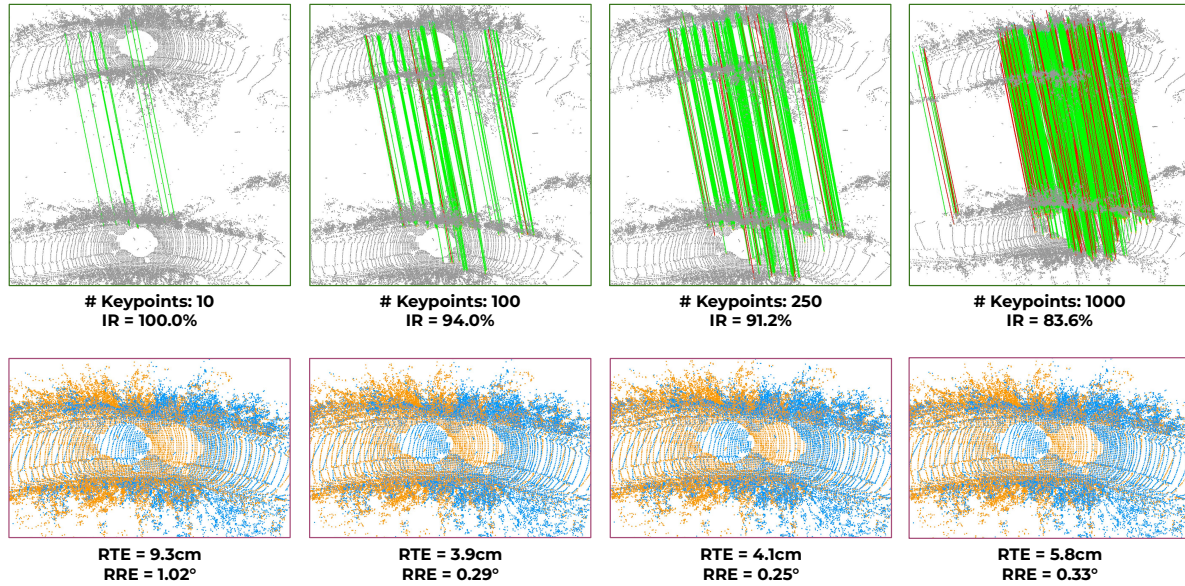 # Keypoints: 10
IR = 100.0%
# Keypoints: 100
IR = 94.0%
# Keypoints: 250
IR = 91.2%
# Keypoints: 1000
IR = 83.6%
RTE = 9.3cm
RRE = 1.02°
RTE = 3.9cm
RRE = 0.29°
RTE = 4.1cm
RRE = 0.25°
RTE = 5.8cm
RRE = 0.33°